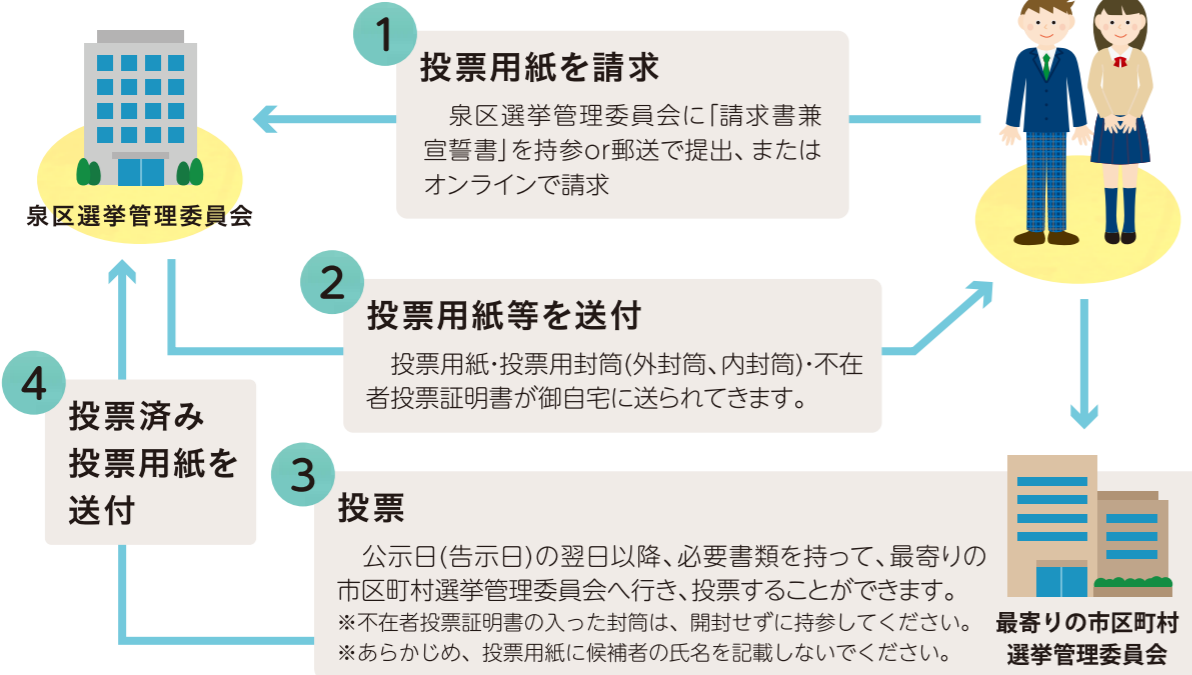 泉区選挙管理委員会
1
投票用紙を請求
泉区選挙管理委員会に「請求書兼
宣誓書」を持参or郵送で提出、または
オンラインで請求
2
投票用紙等を送付
投票用紙・投票用封筒(外封筒、内封筒)・不在
者投票証明書が御自宅に送られてきます。
3
投票
公示日(告示日)の翌日以降、必要書類を持って、最寄りの
市区町村選挙管理委員会へ行き、投票することができます。
※不在者投票証明書の入った封筒は、開封せずに持参してください。
※あらかじめ、投票用紙に候補者の氏名を記載しないでください。
最寄りの市区町村
選挙管理委員会
4
投票済み
投票用紙を
送付